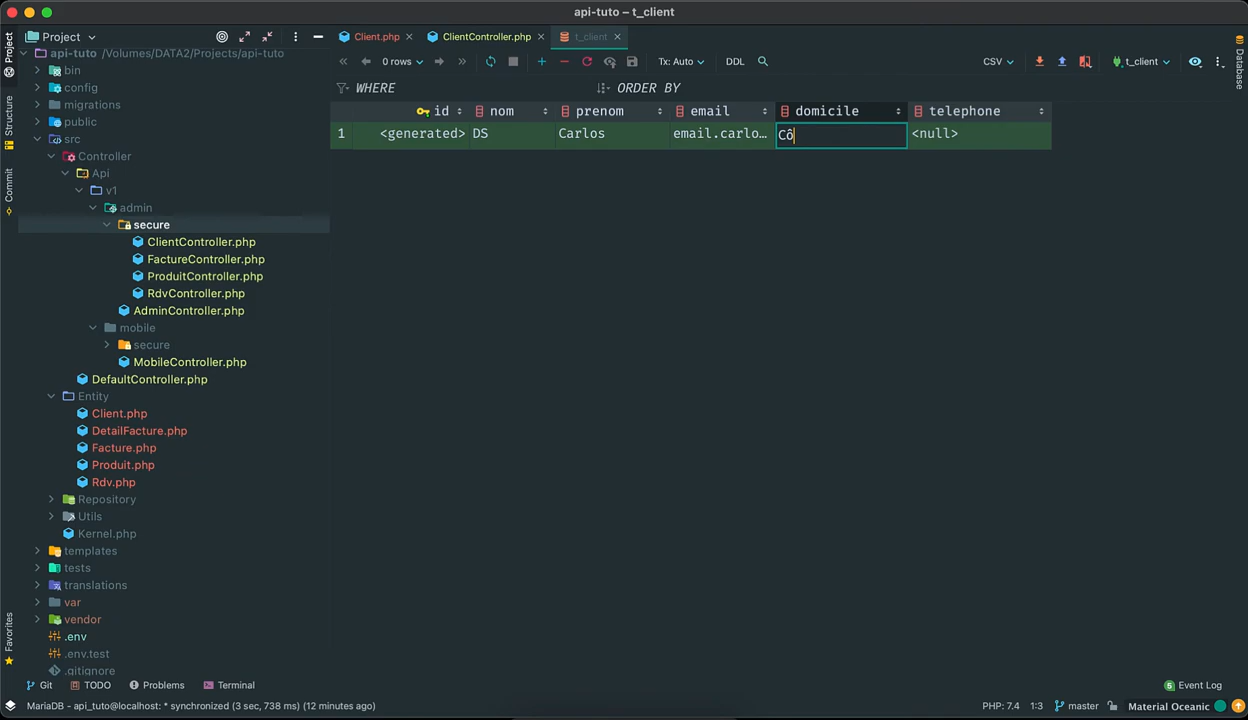 api-tuto – t_client
Project
Client.php
ClientController.php
t_client
api-tuto /Volumes/DATA2/Projects/api-tuto
0 rows
Tx: Auto
DDL
CSV
t_client
WHERE
ORDER BY
id nom prenom email domicile telephone
1 <generated> DS Carlos email.carlo... Cô <null>
bin
config
migrations
public
src
Controller
Api
v1
admin
secure
ClientController.php
FactureController.php
ProduitController.php
RdvController.php
AdminController.php
mobile
secure
MobileController.php
DefaultController.php
Entity
Client.php
DetailFacture.php
Facture.php
Produit.php
Rdv.php
Repository
Utils
Kernel.php
templates
tests
translations
var
vendor
.env
.env.test
.gitignore
Project
Structure
Commit
Favorites
Database
Git
TODO
Problems
Terminal
5 Event Log
MariaDB - api_tuto@localhost: * synchronized (3 sec, 738 ms) (12 minutes ago)
PHP: 7.4
1:3
master
Material Oceanic